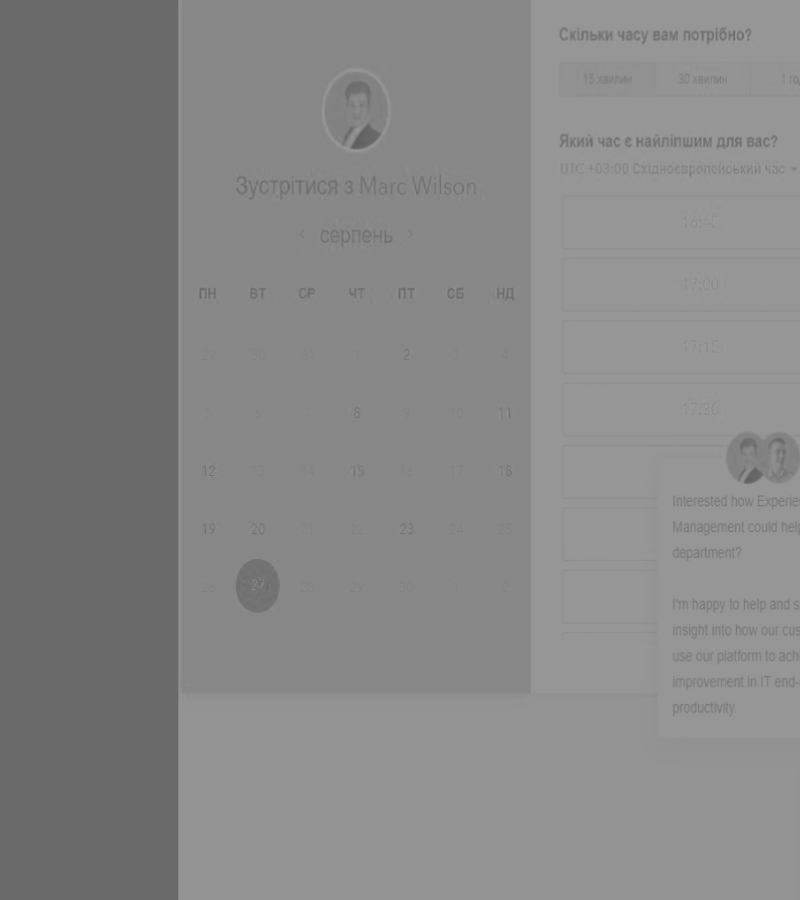 Зустрітися з Marc Wilson
‹ серпень ›
ПН ВТ СР ЧТ ПТ СБ НД
29 30 31 1 2 3 4
5 6 7 8 9 10 11
12 13 14 15 16 17 18
19 20 21 22 23 24 25
26 27 28 29 30 1
Скільки часу вам потрібно?
15 хвилин 30 хвилин 1 го
Який час є найліпшим для вас?
UTC +03:00 Східноєвропейський час
16:45
17:00
17:15
17:30
Interested how Experie
Management could help
department?
I'm happy to help and s
insight into how our cus
use our platform to achi
improvement in IT end-
productivity.